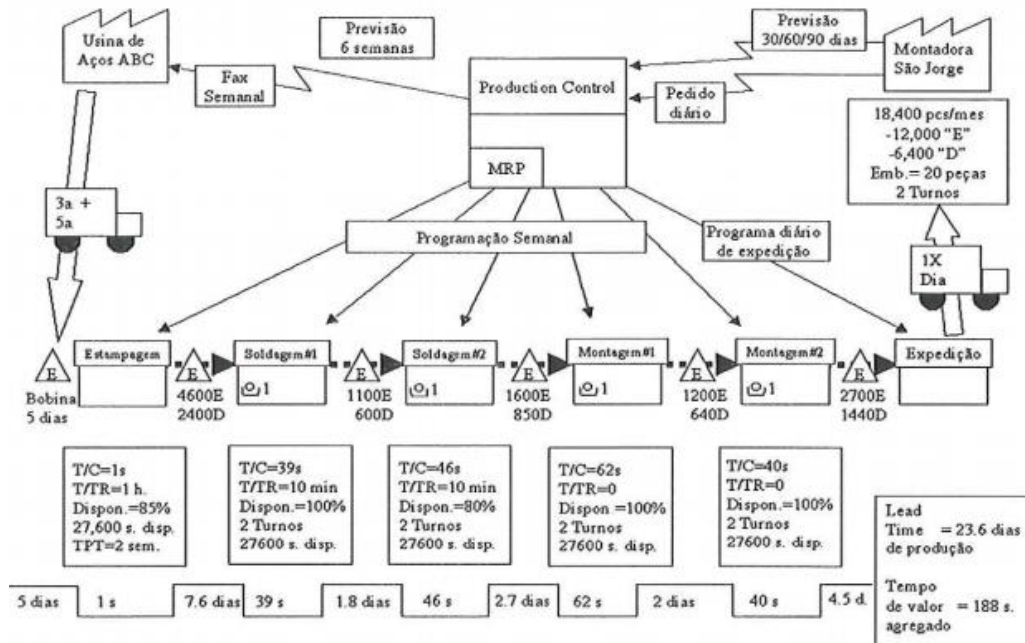 Usina de
Aços ABC
Previsão
6 semanas
Fax
Semanal
Production Control
MRP
Previsão
30/60/90 dias
Pedido
diário
Montadora
São Jorge
18,400 pcs/mes
-12,000 "E"
-6,400 "D"
Emb.= 20 peças
2 Turnos
3a +
5a
Programação Semanal
Programa diário
de expedição
1X
Dia
E
Bobina
5 dias
Estampagem
E
4600E
2400D
Soldagem#1
1
E
1100E
600D
Soldagem#2
1
E
1600E
850D
Montagem#1
1
E
1200E
640D
Montagem#2
1
E
2700E
1440D
Expedição
T/C=1s
T/TR=1 h.
Dispon.=85%
27,600 s. disp.
TPT=2 sem.
T/C=39s
T/TR=10 min
Dispon.=100%
2 Turnos
27600 s. disp.
T/C=46s
T/TR=10 min
Dispon.=80%
2 Turnos
27600 s. disp.
T/C=62s
T/TR=0
Dispon=100%
2 Turnos
27600 s. disp.
T/C=40s
T/TR=0
Dispon.=100%
2 Turnos
27600 s. disp.
Lead
Time = 23.6 dias
de produção
Tempo
de valor = 188 s.
agregado
5 dias 1 s 7.6 dias 39 s 1.8 dias 46 s 2.7 dias 62 s 2 dias 40 s 4.5 d.